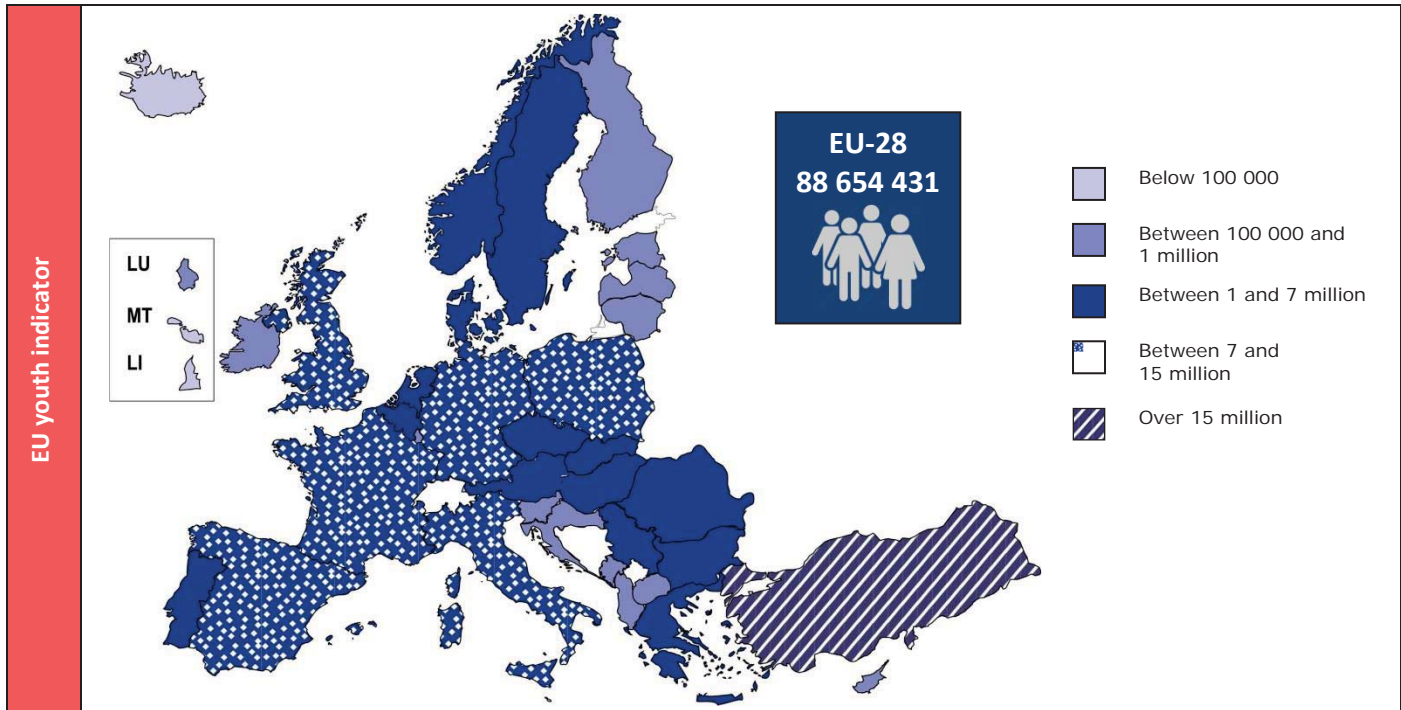 EU youth indicator
EU-28
88 654 431
LU
MT
LI
Below 100 000
Between 100 000 and
1 million
Between 1 and 7 million
Between 7 and
15 million
Over 15 million